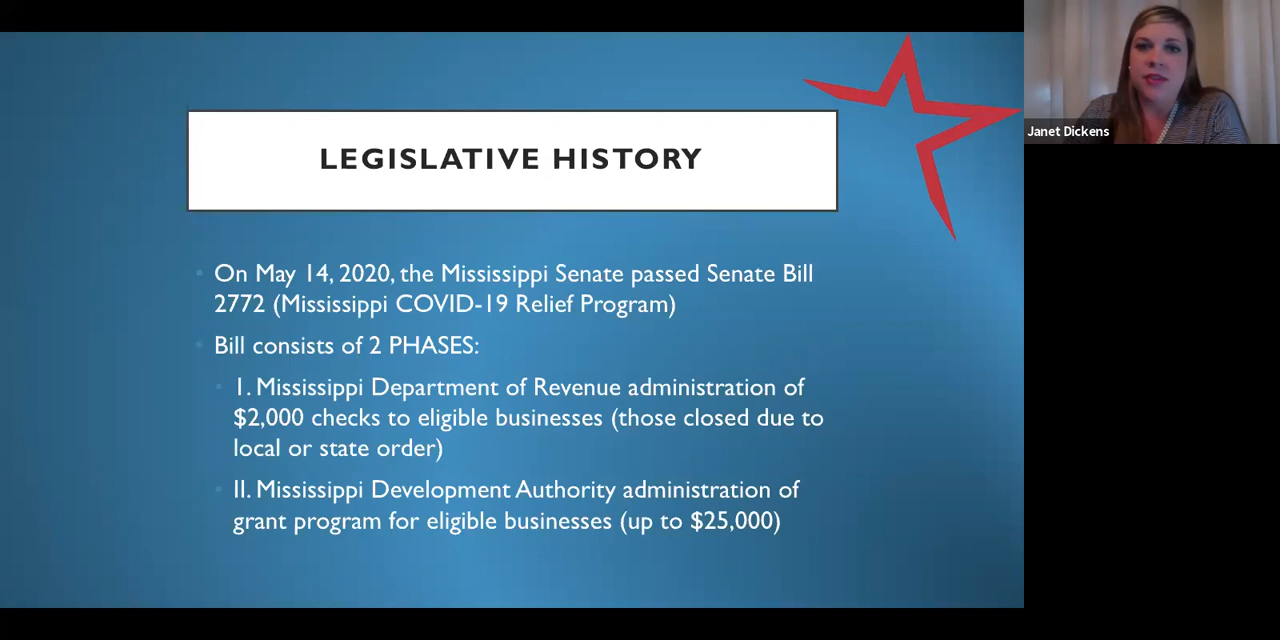 LEGISLATIVE HISTORY
Janet Dickens
• On May 14, 2020, the Mississippi Senate passed Senate Bill
2772 (Mississippi COVID-19 Relief Program)
• Bill consists of 2 PHASES:
• 1. Mississippi Department of Revenue administration of
$2,000 checks to eligible businesses (those closed due to
local or state order)
• II. Mississippi Development Authority administration of
grant program for eligible businesses (up to $25,000)